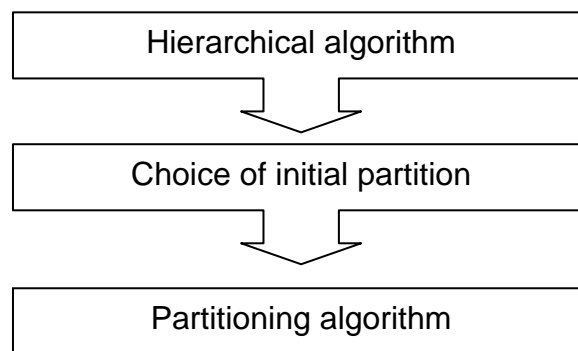 Hierarchical algorithm
Choice of initial partition
Partitioning algorithm